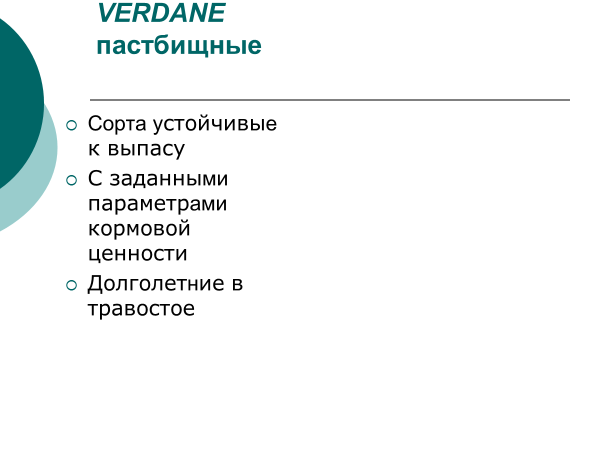 VERDANE
пастбищные
Сорта устойчивые
к выпасу
С заданными
параметрами
кормовой
ценности
Долголетние в
травостое